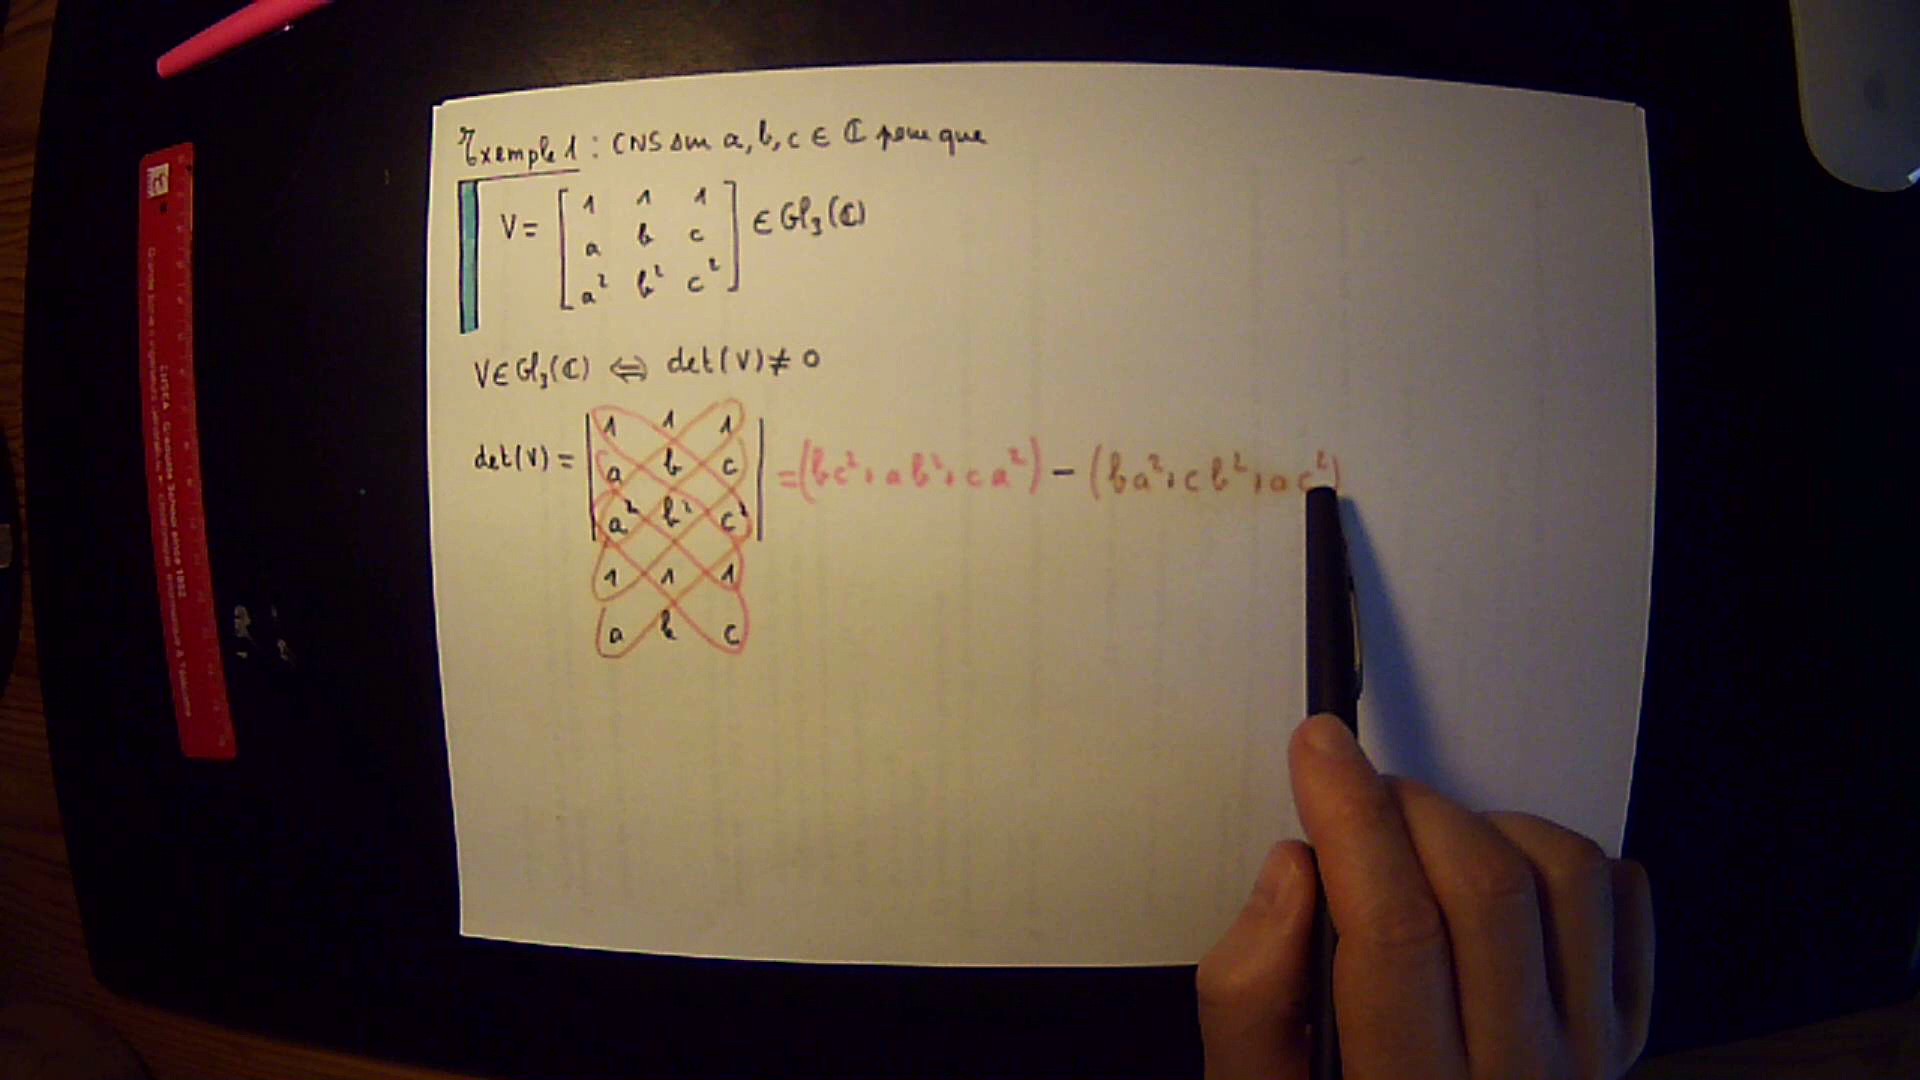 Exemple 1 : CNS sur a, b, c ∈ ℂ pour que
V = [ 1 1 1
a b c
a² b² c² ] ∈ Gl₃(ℂ)
V ∈ Gl₃(ℂ) ⇔ det(V) ≠ 0
det(V) = | 1 1 1
a b c
a² b² c² | = (bc² + ab² + ca²) − (ba² + cb² + ac²)
1 1 1
a b c